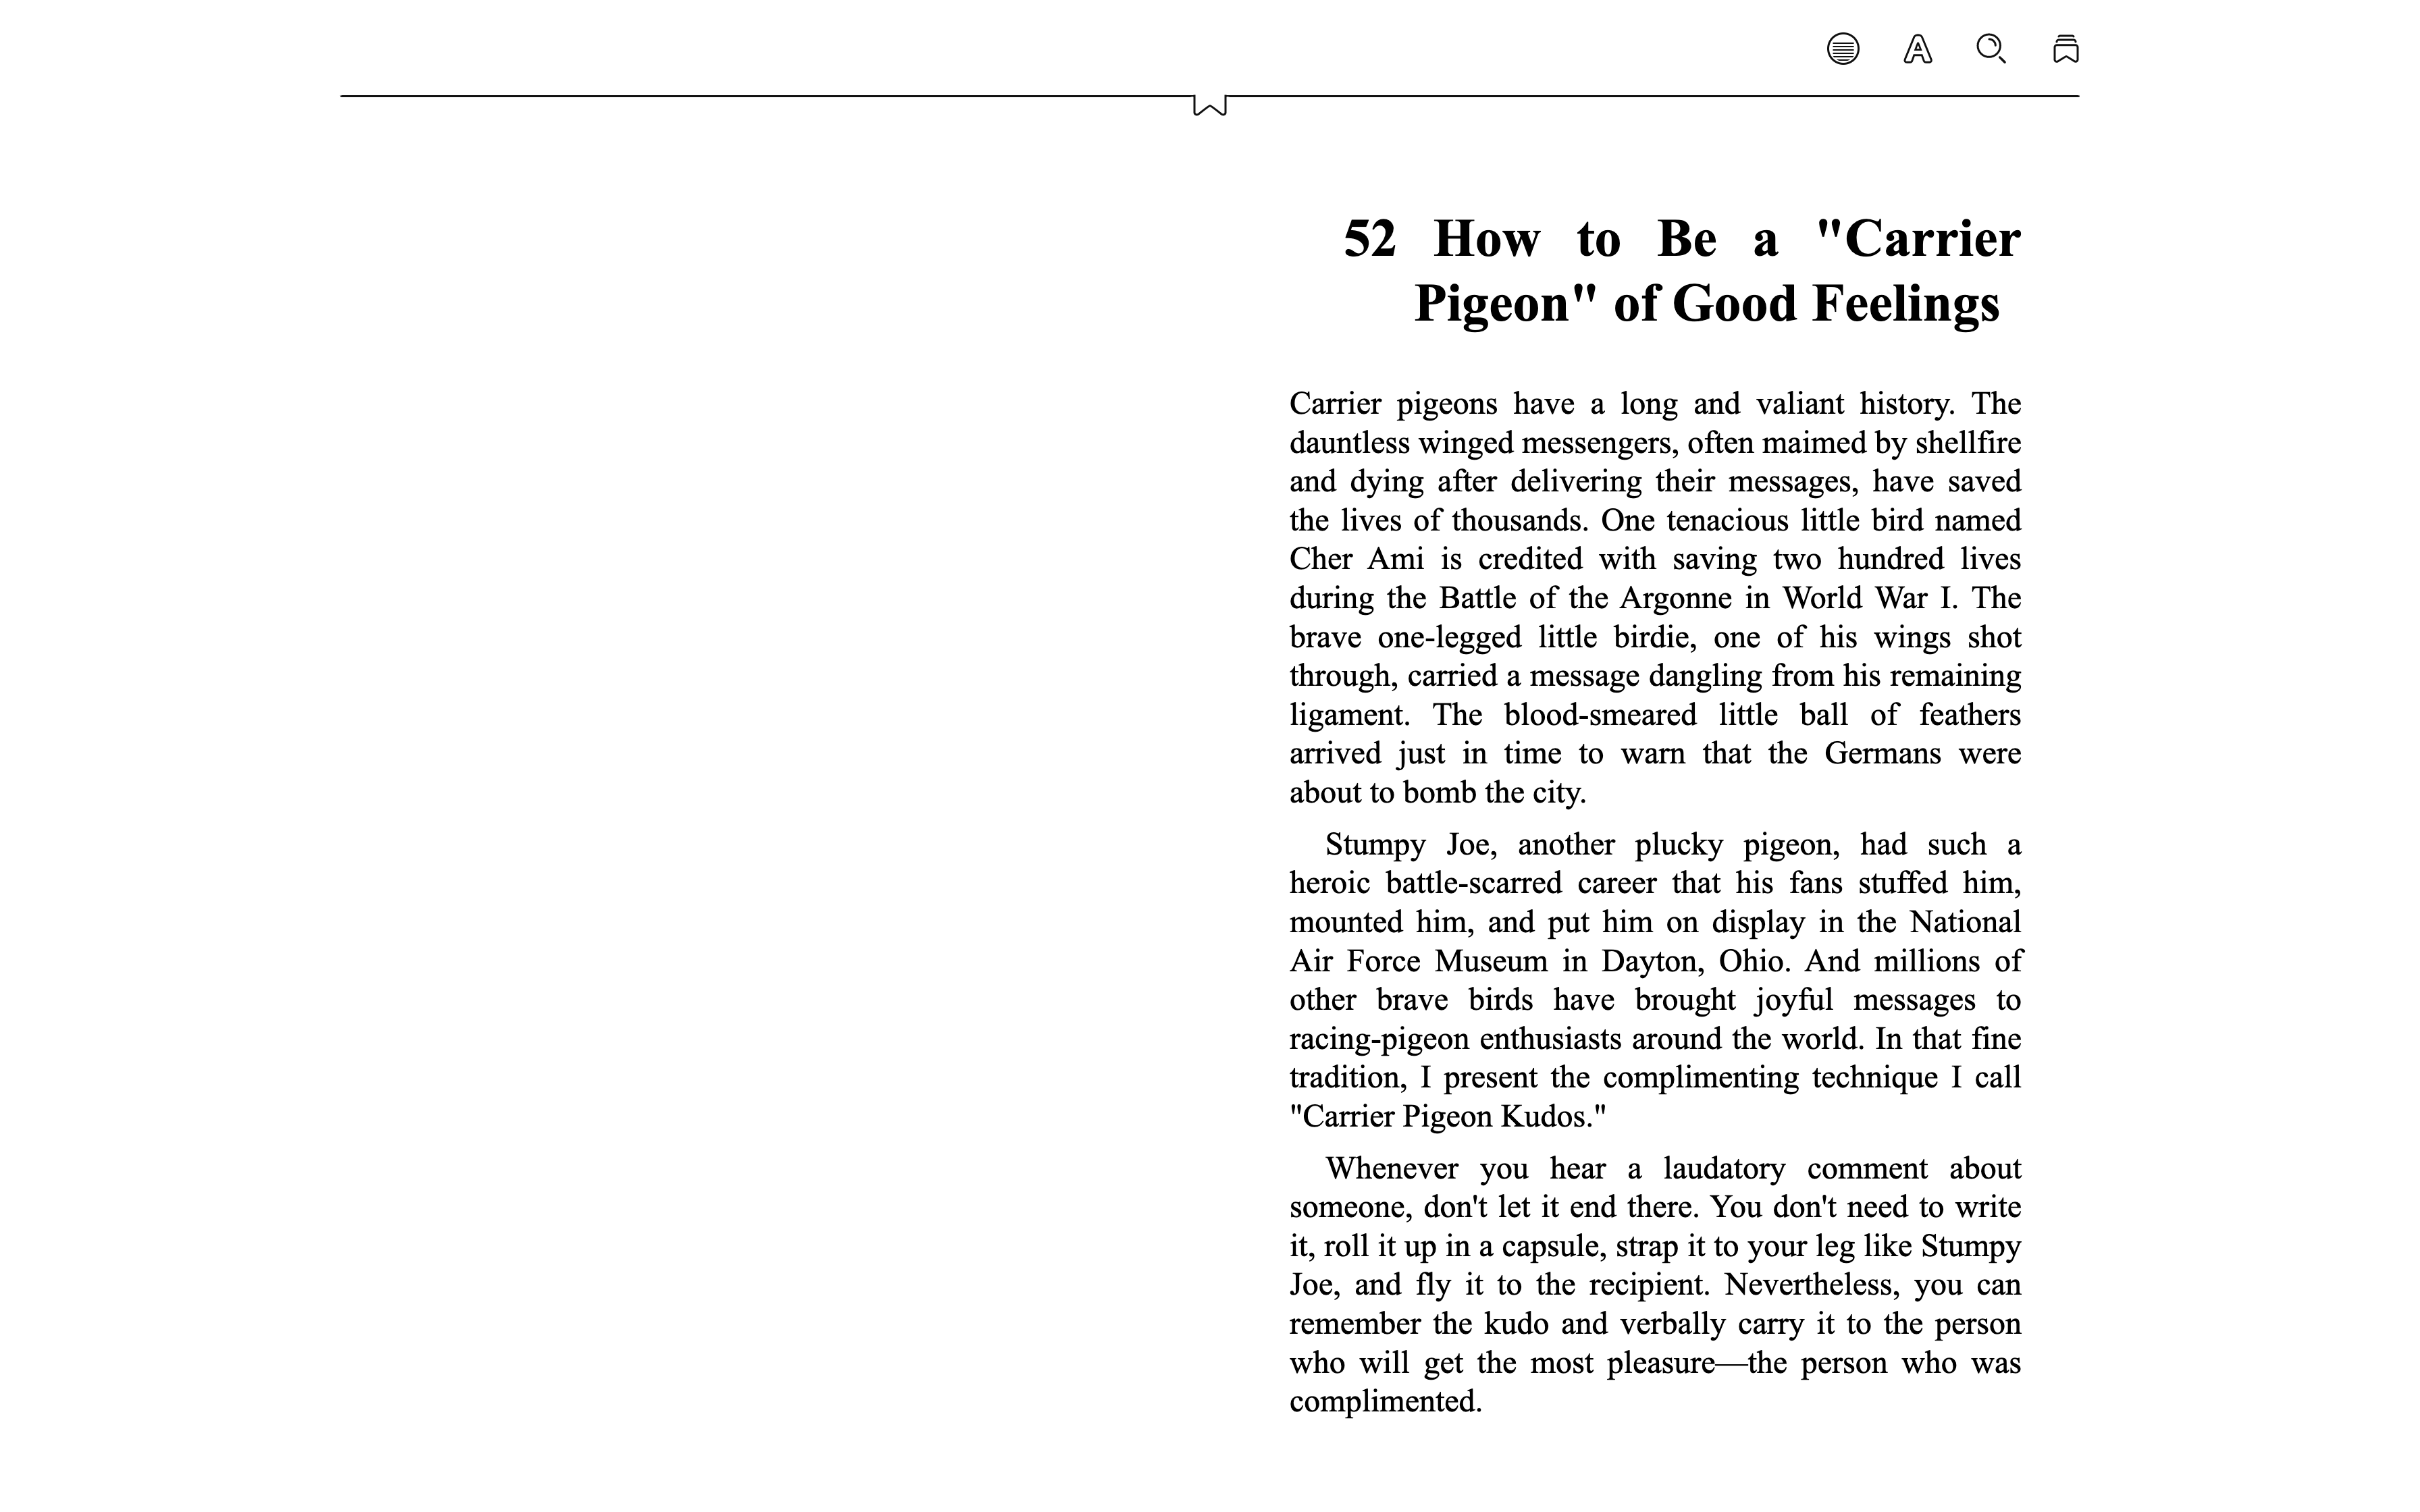 52 How to Be a "Carrier
Pigeon" of Good Feelings
Carrier pigeons have a long and valiant history. The
dauntless winged messengers, often maimed by shellfire
and dying after delivering their messages, have saved
the lives of thousands. One tenacious little bird named
Cher Ami is credited with saving two hundred lives
during the Battle of the Argonne in World War I. The
brave one-legged little birdie, one of his wings shot
through, carried a message dangling from his remaining
ligament. The blood-smeared little ball of feathers
arrived just in time to warn that the Germans were
about to bomb the city.
Stumpy Joe, another plucky pigeon, had such a
heroic battle-scarred career that his fans stuffed him,
mounted him, and put him on display in the National
Air Force Museum in Dayton, Ohio. And millions of
other brave birds have brought joyful messages to
racing-pigeon enthusiasts around the world. In that fine
tradition, I present the complimenting technique I call
"Carrier Pigeon Kudos."
Whenever you hear a laudatory comment about
someone, don't let it end there. You don't need to write
it, roll it up in a capsule, strap it to your leg like Stumpy
Joe, and fly it to the recipient. Nevertheless, you can
remember the kudo and verbally carry it to the person
who will get the most pleasure—the person who was
complimented.